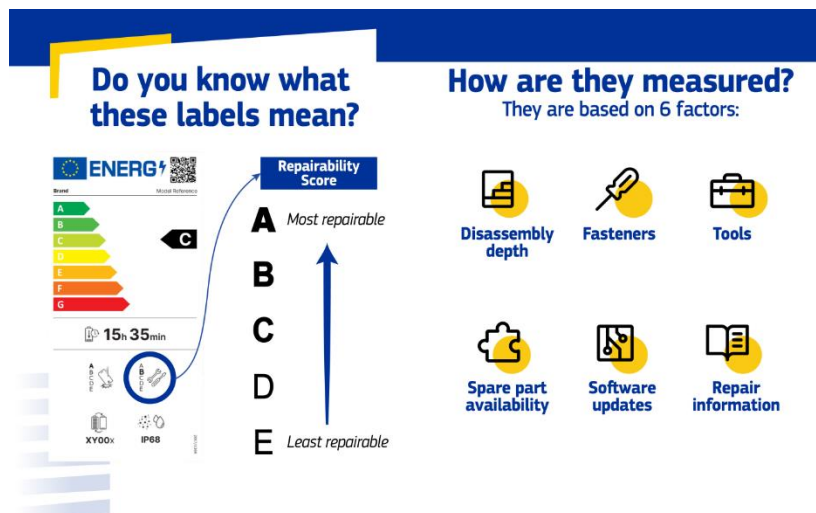 Do you know what
these labels mean?
ENERG
Brand
Model Reference
A
B
C
D
E
F
G
C
15h 35min
A
B
C
D
E
A
B
C
D
E
XY00x
IP68
Repairability
Score
A Most repairable
B
C
D
E Least repairable
How are they measured?
They are based on 6 factors:
Disassembly
depth
Fasteners
Tools
Spare part
availability
Software
updates
Repair
information